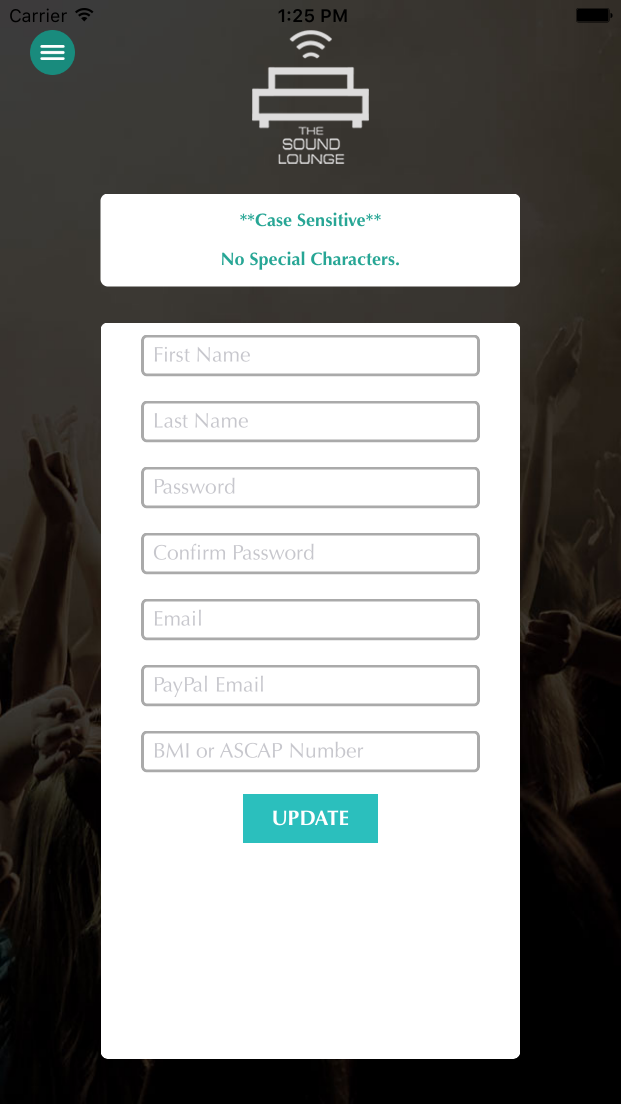 Carrier 1:25 PM
THE
SOUND
LOUNGE
**Case Sensitive**
No Special Characters.
First Name
Last Name
Password
Confirm Password
Email
PayPal Email
BMI or ASCAP Number
UPDATE